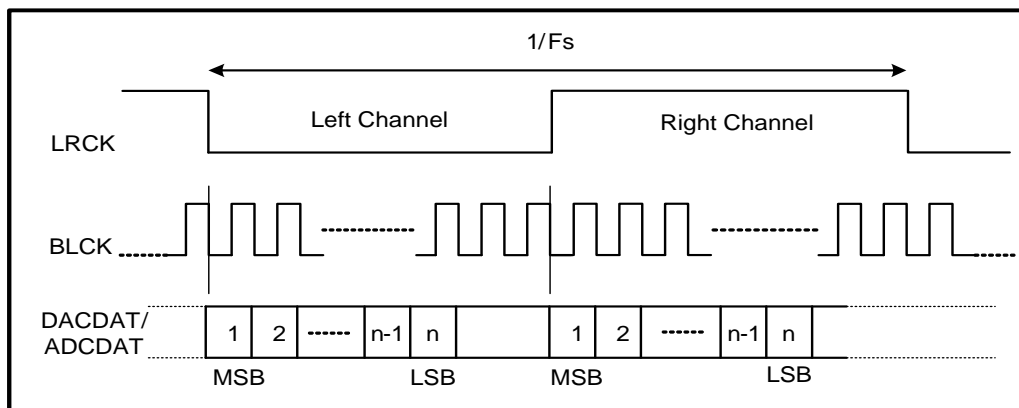 1/Fs
Left Channel
Right Channel
LRCK
BLCK
DACDAT/
ADCDAT
1 2 n-1 n 1 2 n-1 n
MSB LSB MSB LSB